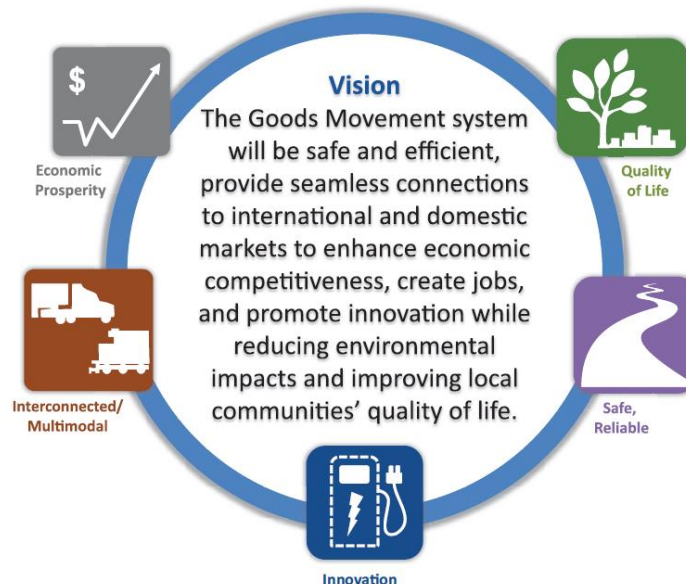 $
Economic
Prosperity
Quality
of Life
Vision
The Goods Movement system
will be safe and efficient,
provide seamless connections
to international and domestic
markets to enhance economic
competitiveness, create jobs,
and promote innovation while
reducing environmental
impacts and improving local
communities’ quality of life.
Interconnected/
Multimodal
Safe,
Reliable
Innovation